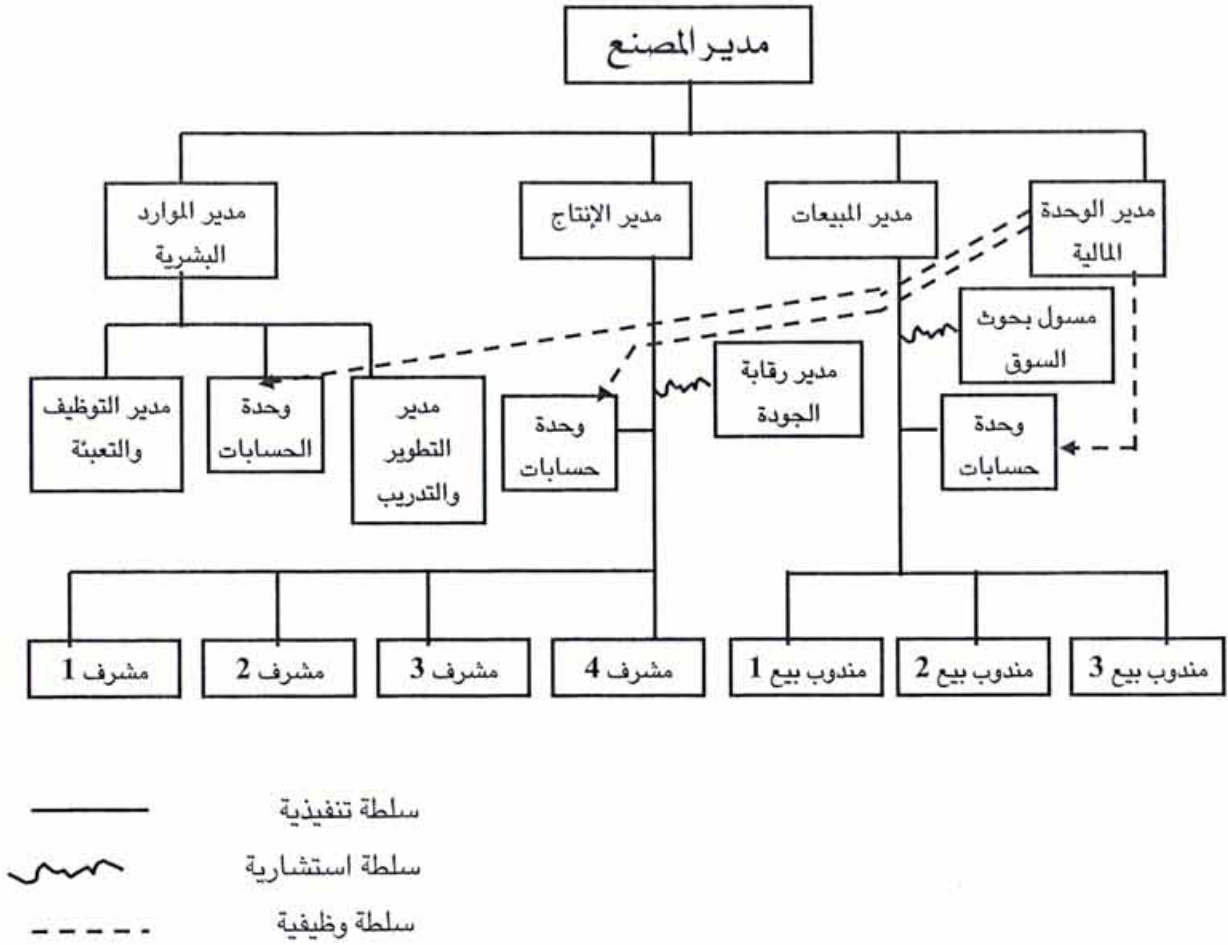 مدير المصنع
مدير الوحدة
المالية
مدير المبيعات
مدير الإنتاج
مدير الموارد
البشرية
مسول بحوث
السوق
وحدة
حسابات
مدير رقابة
الجودة
وحدة
حسابات
مدير
التطوير
والتدريب
وحدة
الحسابات
مدير التوظيف
والتعبئة
مندوب بيع 3
مندوب بيع 2
مندوب بيع 1
مشرف 4
مشرف 3
مشرف 2
مشرف 1
سلطة تنفيذية
سلطة استشارية
سلطة وظيفية